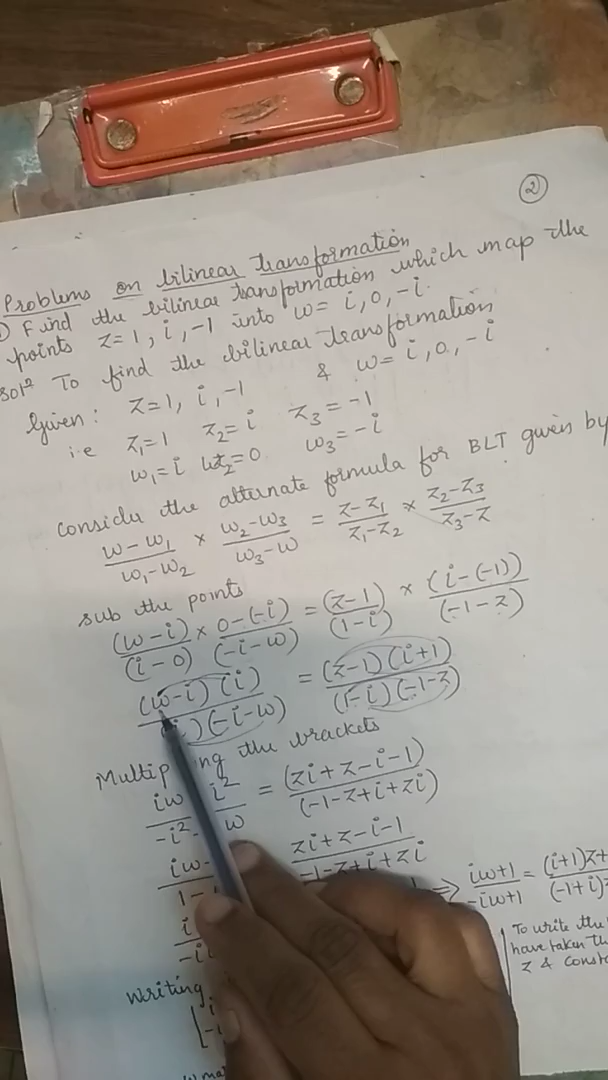 ②
Problems on bilinear transformation
1) Find the bilinear transformation which map the
points z=1, i, -1 into w= i, 0, -i.
Sol² To find the bilinear transformation
Given: z=1, i, -1 & w= i, 0, -i
i.e z₁=1 z₂=i z₃=-1
w₁=i w₂=0 w₃=-i
Consider the alternate formula for BLT given by
(w-w₁)/(w₁-w₂) × (w₂-w₃)/(w₃-w) = (z-z₁)/(z₁-z₂) × (z₂-z₃)/(z₃-z)
Sub the points
(w-i)/(i-0) × (0-(-i))/(-i-w) = (z-1)/(1-i) × (i-(-1))/(-1-z)
(w-i)(i) / )(-i-w) = (z-1)(i+1)/(1-i)(-1-z)
the brackets
iw i²/-i² w = (zi+z-i-1)/(-1-z+i+zi)
iw 1- zi+z-i-1/-1-z+i+zi
⇒ iw+1/-iw+1 = (i+1)z+/(-1+i)z
To write the
have taken th
z & const
Writing